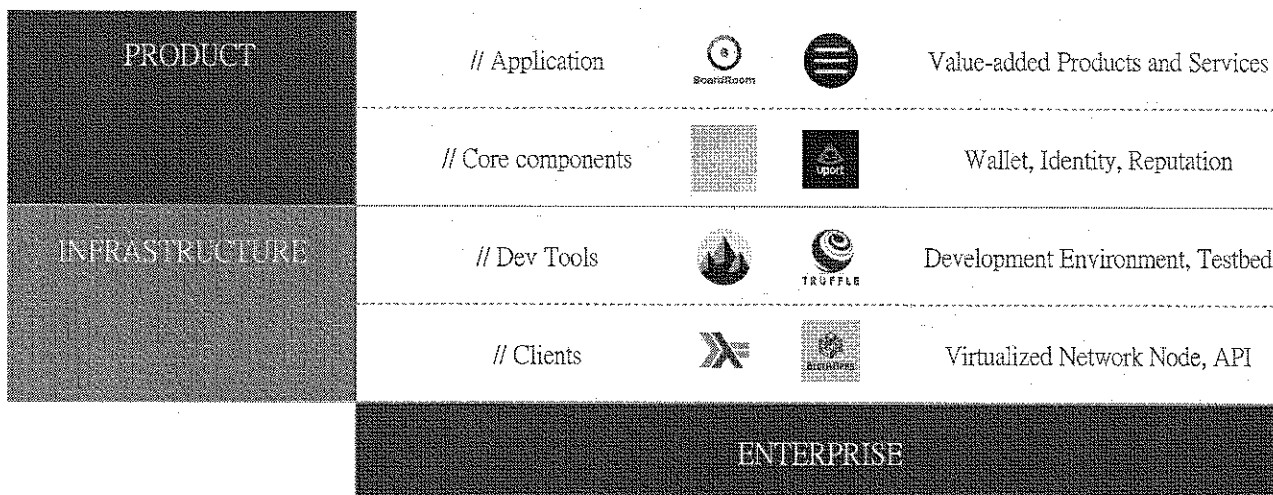 PRODUCT
// Application
BoardRoom
Value-added Products and Services
// Core components
uport
Wallet, Identity, Reputation
INFRASTRUCTURE
// Dev Tools
TRUFFLE
Development Environment, Testbed
// Clients
Virtualized Network Node, API
ENTERPRISE